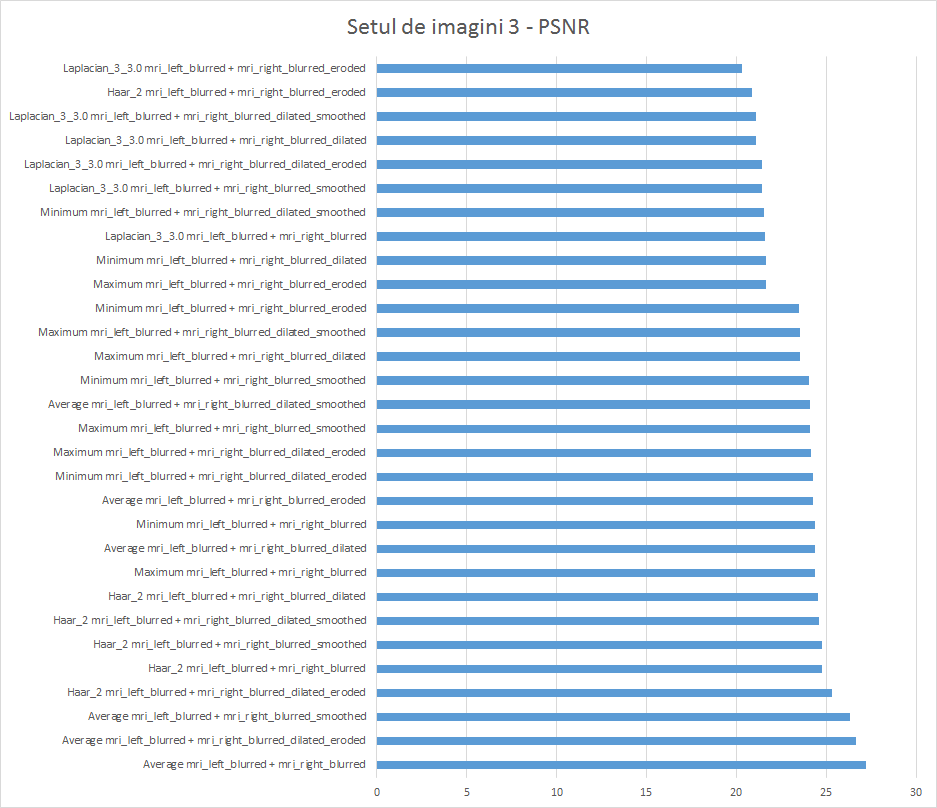 Setul de imagini 3 - PSNR
Laplacian_3_3.0 mri_left_blurred + mri_right_blurred_eroded
Haar_2 mri_left_blurred + mri_right_blurred_eroded
Laplacian_3_3.0 mri_left_blurred + mri_right_blurred_dilated_smoothed
Laplacian_3_3.0 mri_left_blurred + mri_right_blurred_dilated
Laplacian_3_3.0 mri_left_blurred + mri_right_blurred_dilated_eroded
Laplacian_3_3.0 mri_left_blurred + mri_right_blurred_smoothed
Minimum mri_left_blurred + mri_right_blurred_dilated_smoothed
Laplacian_3_3.0 mri_left_blurred + mri_right_blurred
Minimum mri_left_blurred + mri_right_blurred_dilated
Maximum mri_left_blurred + mri_right_blurred_eroded
Minimum mri_left_blurred + mri_right_blurred_eroded
Maximum mri_left_blurred + mri_right_blurred_dilated_smoothed
Maximum mri_left_blurred + mri_right_blurred_dilated
Minimum mri_left_blurred + mri_right_blurred_smoothed
Average mri_left_blurred + mri_right_blurred_dilated_smoothed
Maximum mri_left_blurred + mri_right_blurred_smoothed
Maximum mri_left_blurred + mri_right_blurred_dilated_eroded
Minimum mri_left_blurred + mri_right_blurred_dilated_eroded
Average mri_left_blurred + mri_right_blurred_eroded
Minimum mri_left_blurred + mri_right_blurred
Average mri_left_blurred + mri_right_blurred_dilated
Maximum mri_left_blurred + mri_right_blurred
Haar_2 mri_left_blurred + mri_right_blurred_dilated
Haar_2 mri_left_blurred + mri_right_blurred_dilated_smoothed
Haar_2 mri_left_blurred + mri_right_blurred_smoothed
Haar_2 mri_left_blurred + mri_right_blurred
Haar_2 mri_left_blurred + mri_right_blurred_dilated_eroded
Average mri_left_blurred + mri_right_blurred_smoothed
Average mri_left_blurred + mri_right_blurred_dilated_eroded
Average mri_left_blurred + mri_right_blurred
0 5 10 15 20 25 30